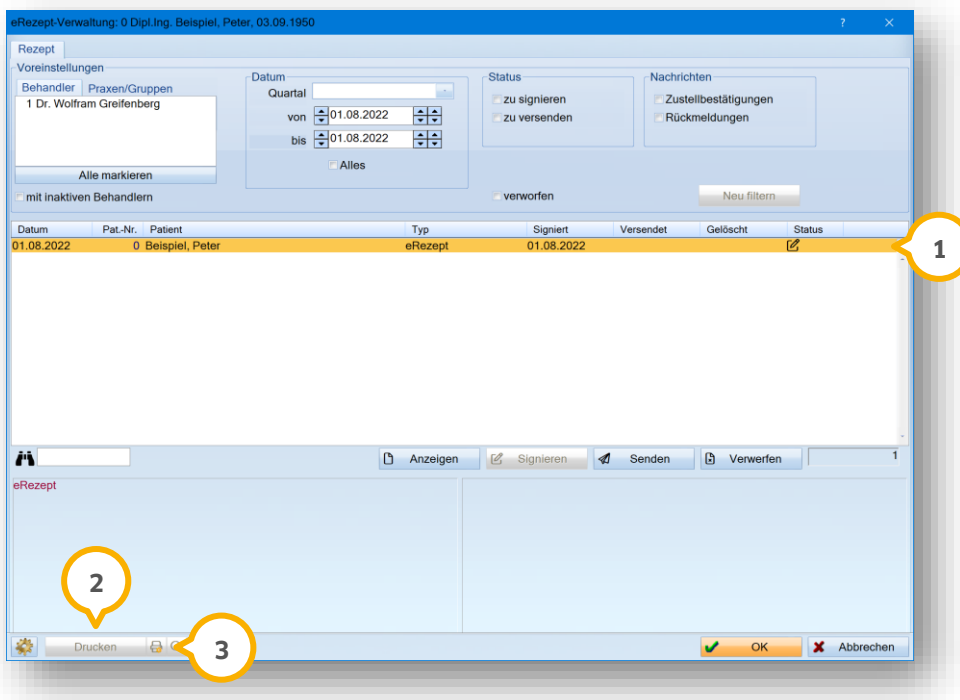 eRezept-Verwaltung: 0 Dipl.Ing. Beispiel, Peter, 03.09.1950 ?
Rezept
Voreinstellungen
Behandler Praxen/Gruppen
1 Dr. Wolfram Greifenberg
Alle markieren
mit inaktiven Behandlern
Datum
Quartal
von 01.08.2022
bis 01.08.2022
Alles
Status
zu signieren
zu versenden
verworfen
Nachrichten
Zustellbestätigungen
Rückmeldungen
Neu filtern
Datum Pat.-Nr. Patient Typ Signiert Versendet Gelöscht Status
01.08.2022 0 Beispiel, Peter eRezept 01.08.2022
1
Anzeigen Signieren Senden Verwerfen 1
eRezept
2
Drucken
3
OK Abbrechen